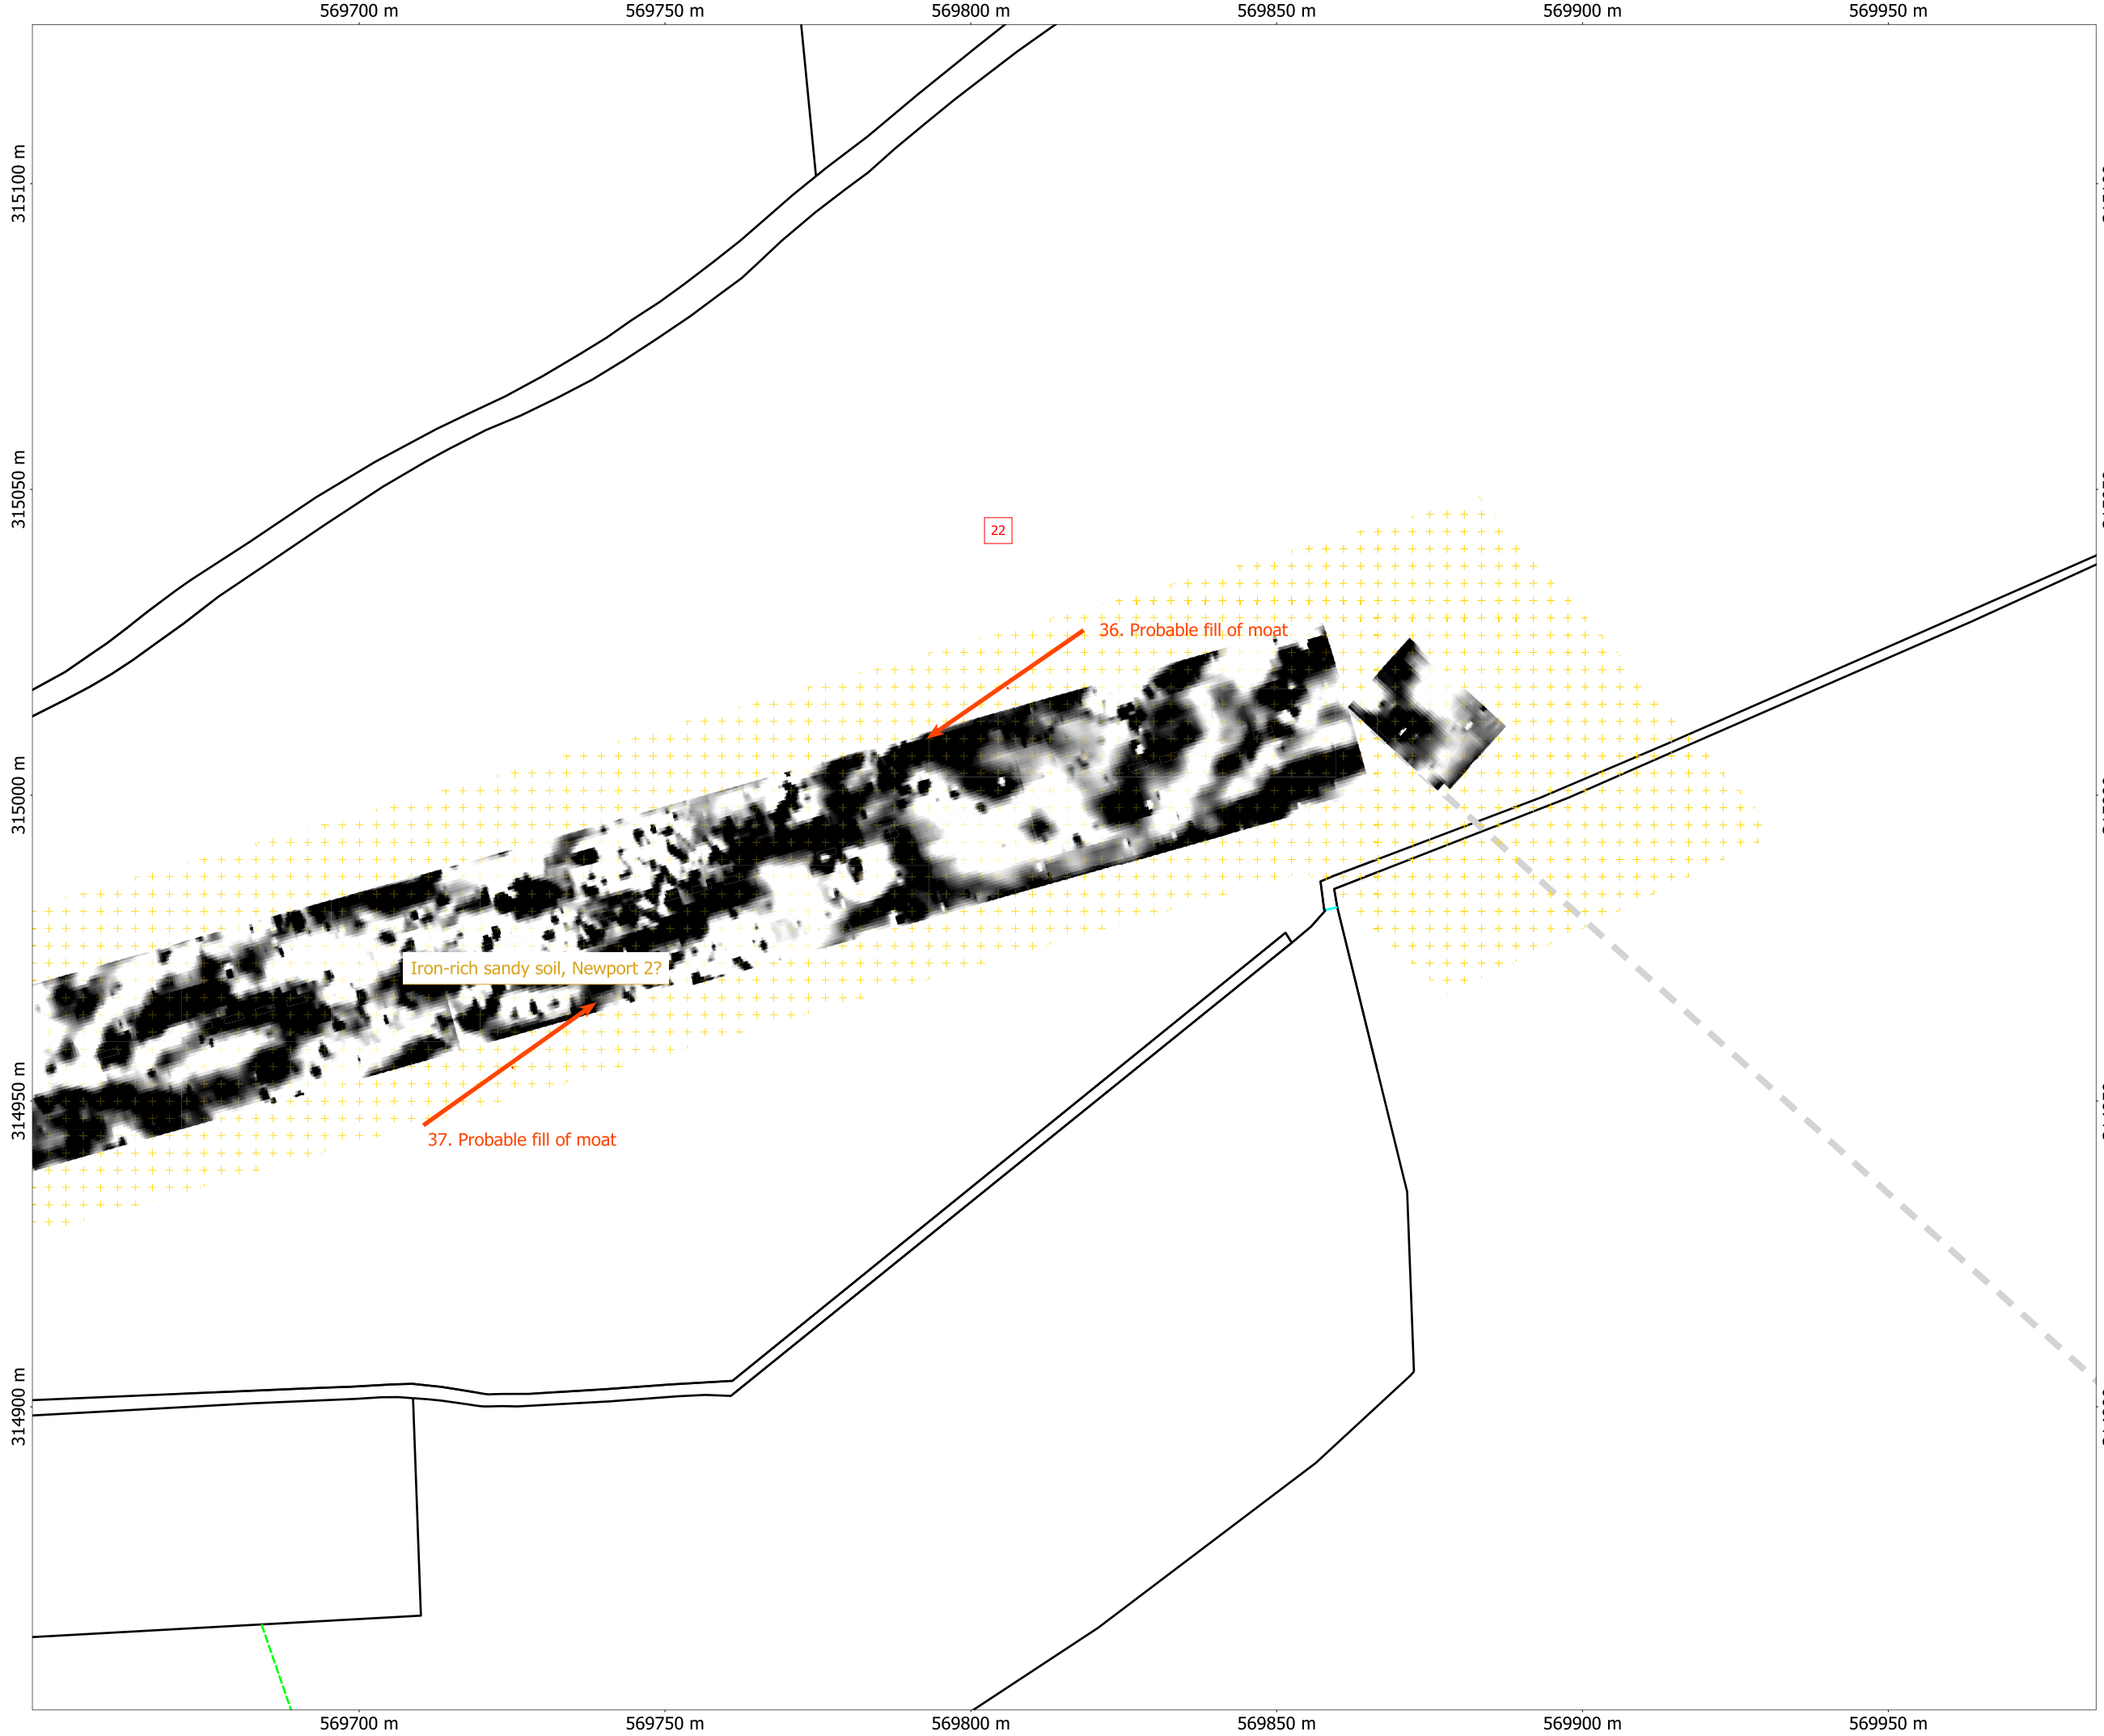 569700 m 569750 m 569800 m 569850 m 569900 m 569950 m
315100 m
315050 m
22
36. Probable fill of moat
315000 m
Iron-rich sandy soil, Newport 2?
314950 m
37. Probable fill of moat
314900 m
569700 m 569750 m 569800 m 569850 m 569900 m 569950 m